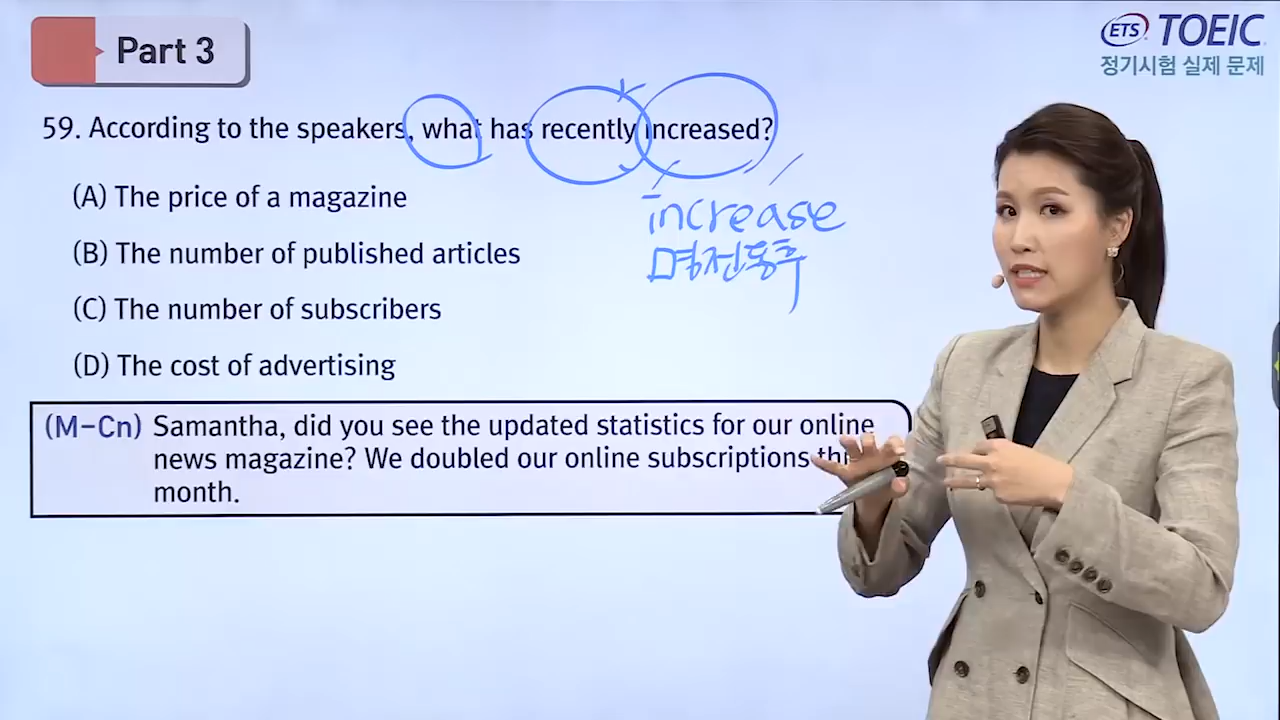 Part 3
ETS TOEIC
정기시험 실제 문제
59. According to the speakers, what has recently increased?
increase
명전동후
(A) The price of a magazine
(B) The number of published articles
(C) The number of subscribers
(D) The cost of advertising
(M-Cn) Samantha, did you see the updated statistics for our online
news magazine? We doubled our online subscriptions thi
month.